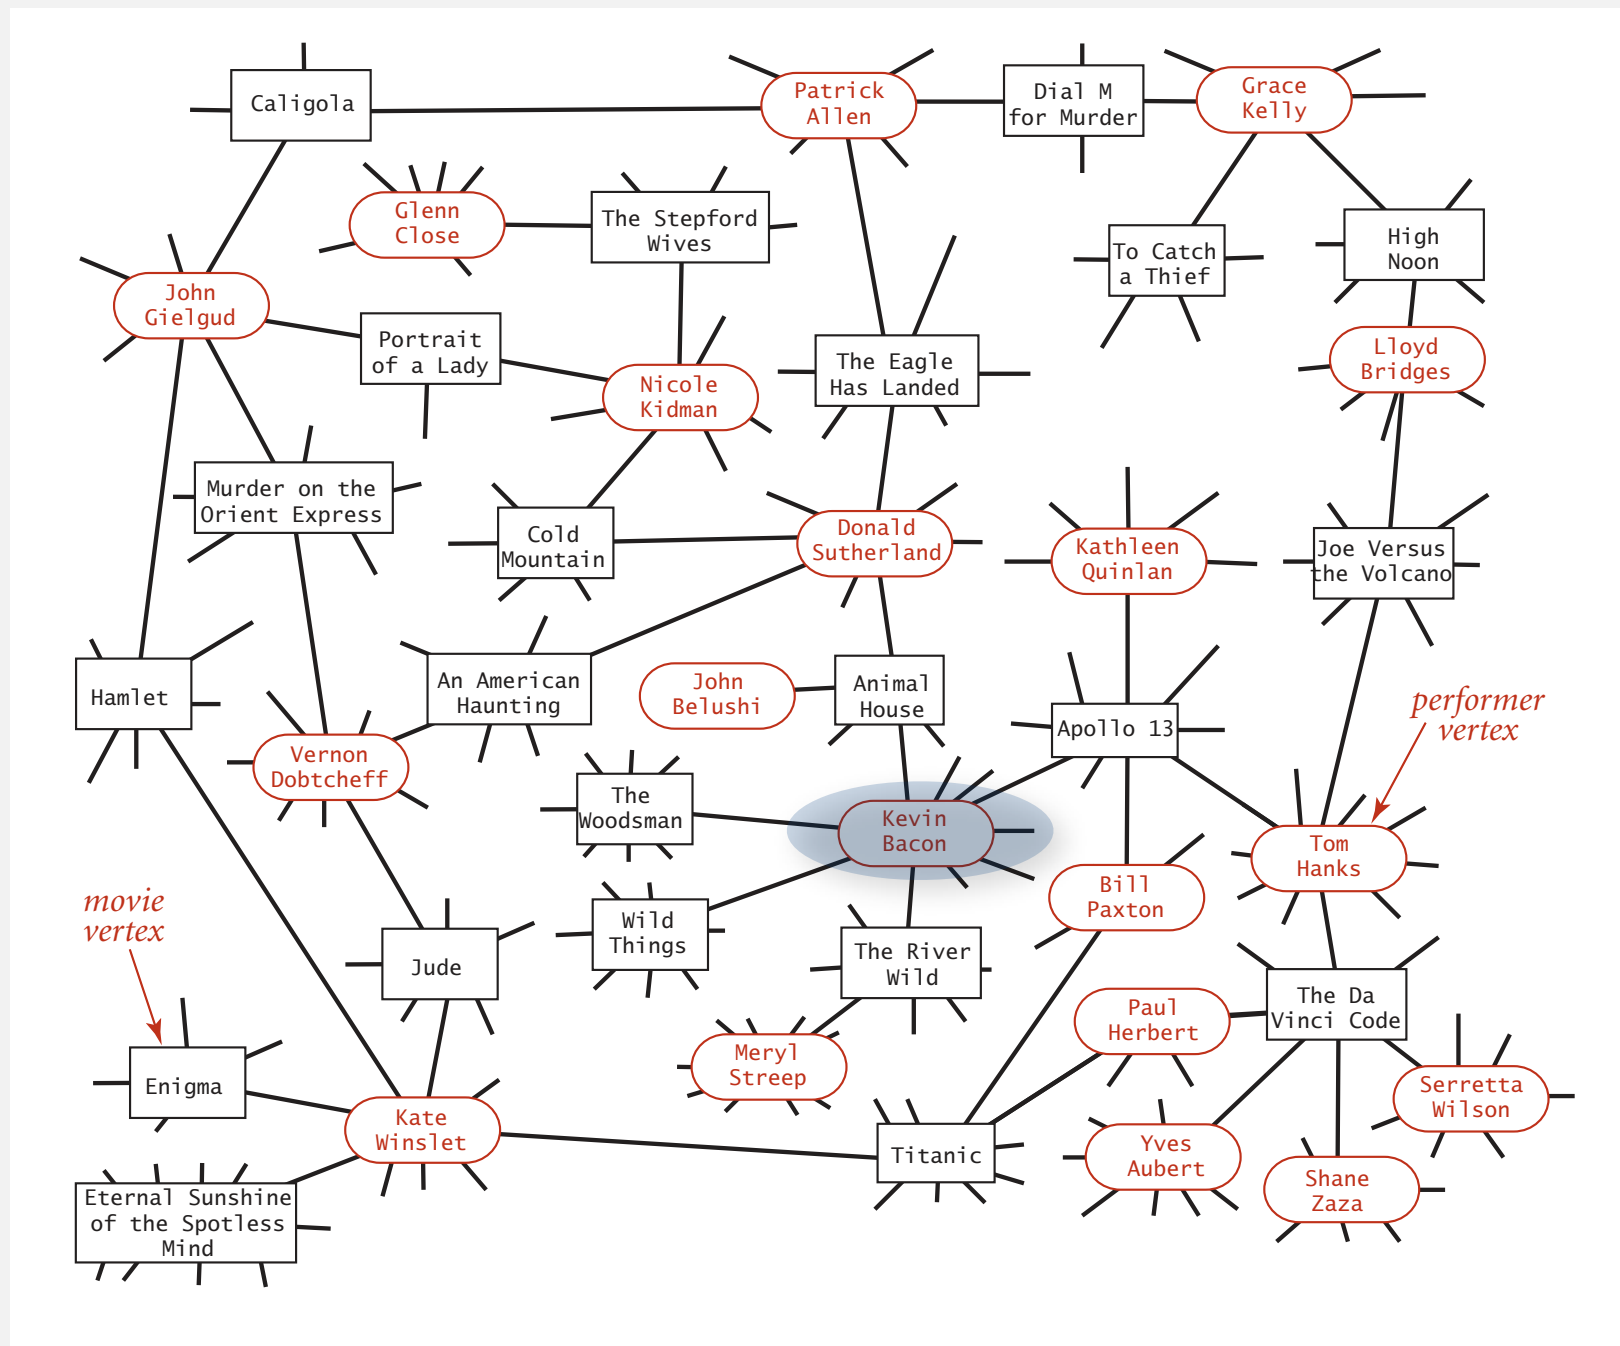 Caligola
Patrick
Allen
Dial M
for Murder
Grace
Kelly
Glenn
Close
The Stepford
Wives
To Catch
a Thief
High
Noon
John
Gielgud
Portrait
of a Lady
Nicole
Kidman
The Eagle
Has Landed
Lloyd
Bridges
Murder on the
Orient Express
Cold
Mountain
Donald
Sutherland
Kathleen
Quinlan
Joe Versus
the Volcano
Hamlet
An American
Haunting
John
Belushi
Animal
House
Apollo 13
performer
vertex
Vernon
Dobtcheff
The
Woodsman
Kevin
Bacon
Tom
Hanks
movie
vertex
Jude
Wild
Things
The River
Wild
Bill
Paxton
Paul
Herbert
The Da
Vinci Code
Enigma
Meryl
Streep
Serretta
Wilson
Kate
Winslet
Titanic
Yves
Aubert
Shane
Zaza
Eternal Sunshine
of the Spotless
Mind